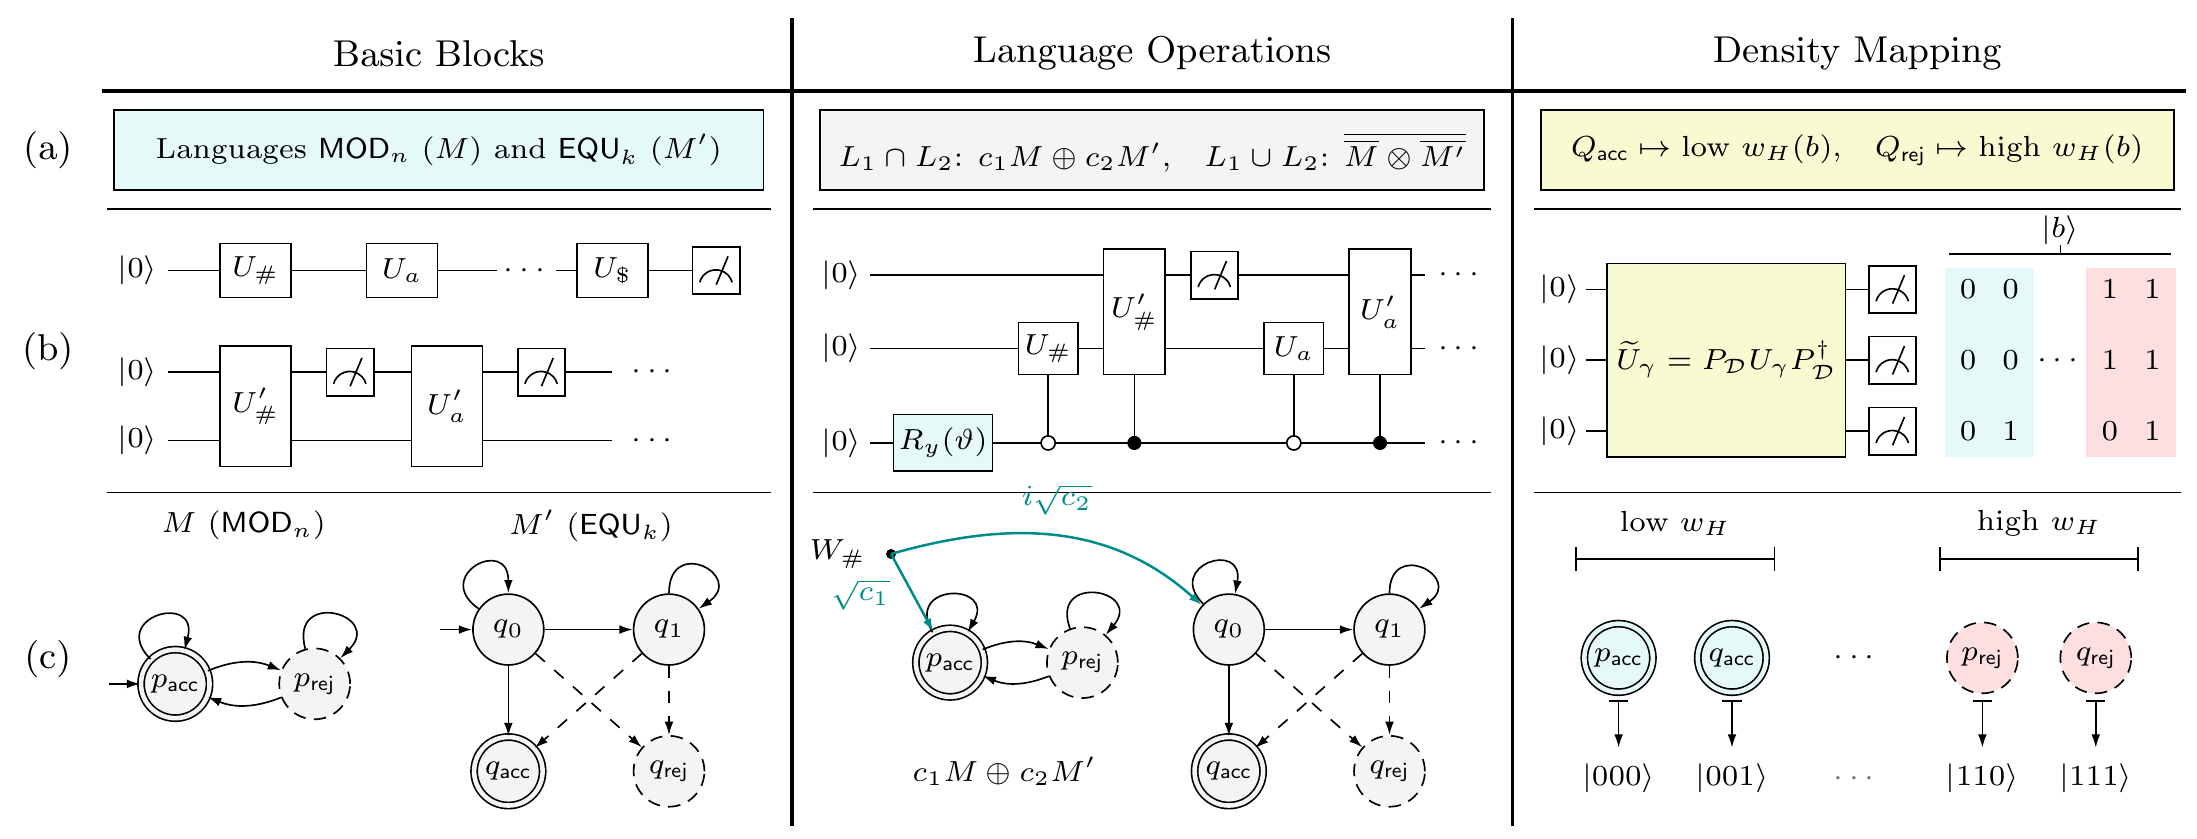 Basic Blocks
Language Operations
Density Mapping
(a)
Languages MODₙ (M) and EQUₖ (M′)
L₁ ∩ L₂: c₁M ⊕ c₂M′, L₁ ∪ L₂: \overline{\overline{M} ⊗ \overline{M′}}
Q_acc ↦ low w_H(b), Q_rej ↦ high w_H(b)
(b)
|0⟩ U_# U_a ⋯ U_$
|0⟩ U′_# U′_a ⋯
|0⟩ ⋯
|0⟩ U′_# U′_a ⋯
|0⟩ U_# U_a ⋯
|0⟩ R_y(ϑ) ⋯
|b⟩
|0⟩ 0 0 1 1
|0⟩ Ũ_γ = P_𝒟 U_γ P_𝒟^† 0 0 ⋯ 1 1
|0⟩ 0 1 0 1
(c)
M (MODₙ)
M′ (EQUₖ)
p_acc p_rej
q₀ q₁
q_acc q_rej
i√c₂
W_#
√c₁
p_acc p_rej
q₀ q₁
c₁M ⊕ c₂M′
q_acc q_rej
low w_H
high w_H
p_acc q_acc ⋯ p_rej q_rej
|000⟩ |001⟩ ⋯ |110⟩ |111⟩